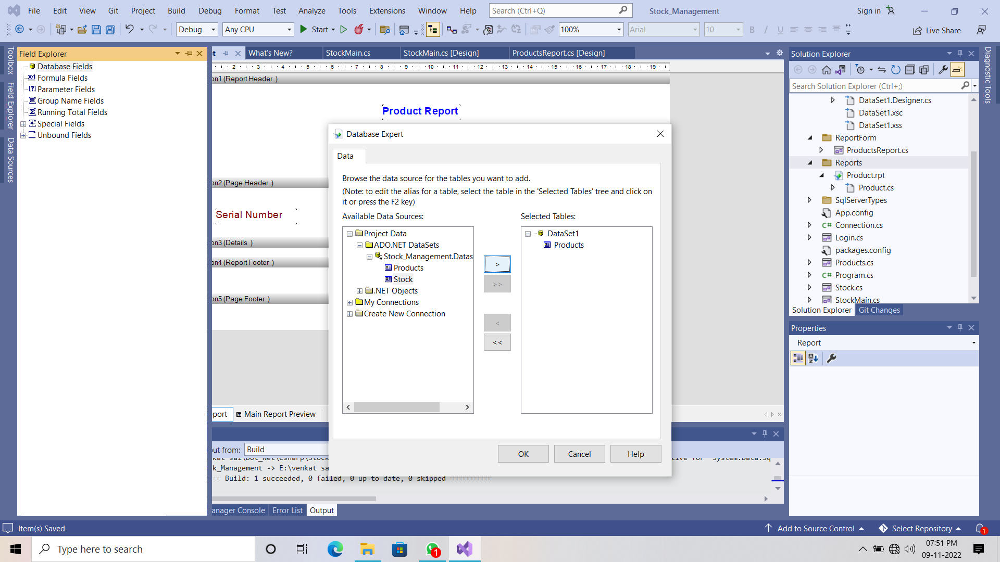 File Edit View Git Project Build Debug Format Test Analyze Tools Extensions Window Help Search (Ctrl+Q) Stock_Management Sign in
Debug Any CPU Start 100% Arial 10 B I U Live Share
Toolbox
Field Explorer
Data Sources
Field Explorer
Database Fields
Formula Fields
Parameter Fields
Group Name Fields
Running Total Fields
Special Fields
Unbound Fields
What's New? StockMain.cs StockMain.cs [Design] ProductsReport.cs [Design]
2 3 4 5 6 7 8 9 10 11 12 13 14 15 16 17 18 19
on1 (Report Header )
Product Report
on2 (Page Header )
Serial Number
on3 (Details )
on4 (Report Footer )
on5 (Page Footer )
Database Expert
Data
Browse the data source for the tables you want to add.
(Note: to edit the alias for a table, select the table in the 'Selected Tables' tree and click on
it or press the F2 key)
Available Data Sources:
Project Data
ADO.NET DataSets
Stock_Management.Datas
Products
Stock
.NET Objects
My Connections
Create New Connection
>
>>
<
<<
Selected Tables:
DataSet1
Products
OK Cancel Help
port Main Report Preview
put from: Build
kat sai\Dot_Net\Csharp\Stock
tive for 'System.Data.Sq
k_Management -> E:\venkat sa
=== Build: 1 succeeded, 0 failed, 0 up-to-date, 0 skipped ==========
anager Console Error List Output
Solution Explorer
Search Solution Explorer (Ctrl+;)
DataSet1.Designer.cs
DataSet1.xsc
DataSet1.xss
ReportForm
ProductsReport.cs
Reports
Product.rpt
Product.cs
SqlServerTypes
App.config
Connection.cs
Login.cs
packages.config
Products.cs
Program.cs
Stock.cs
StockMain.cs
Solution Explorer Git Changes
Properties
Report
Diagnostic Tools
Item(s) Saved Add to Source Control Select Repository 1
Type here to search 1 07:51 PM
09-11-2022